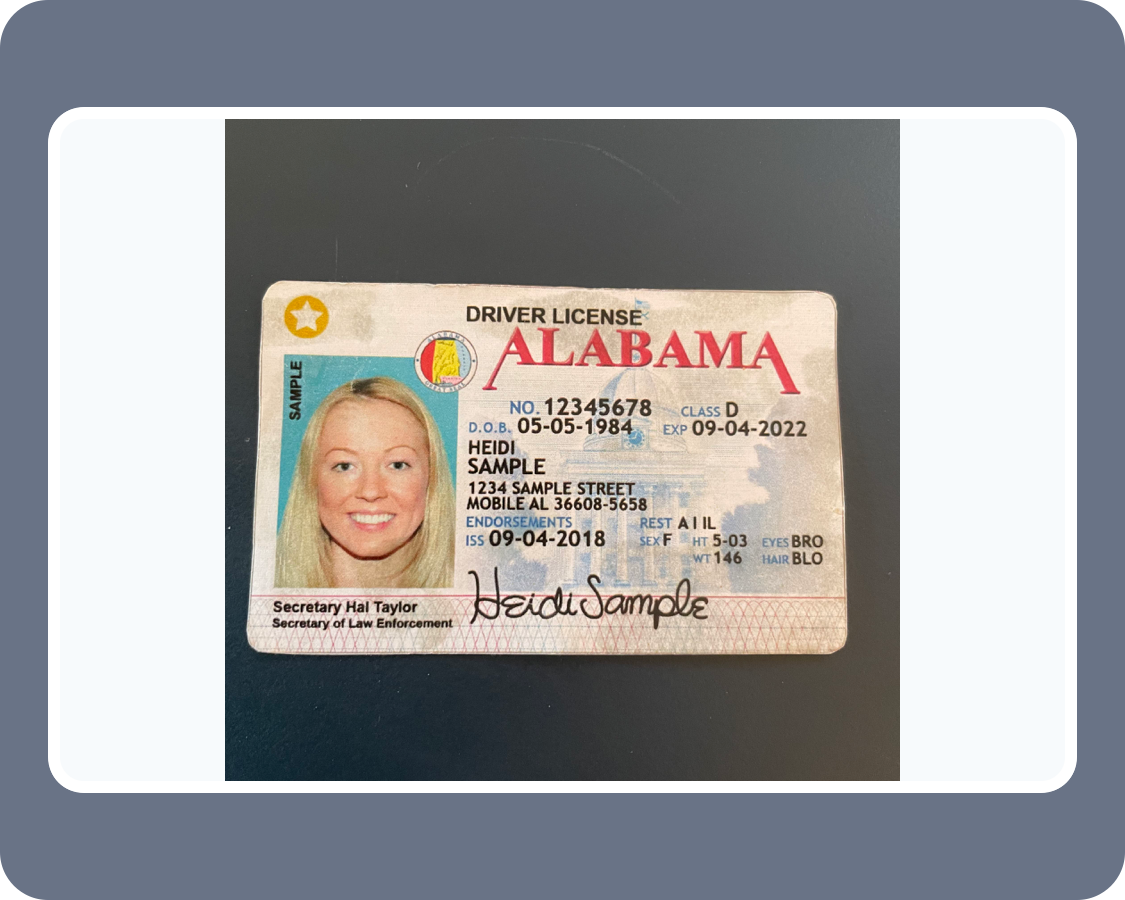 DRIVER LICENSE
ALABAMA
SAMPLE
NO. 12345678 CLASS D
D.O.B. 05-05-1984 EXP 09-04-2022
HEIDI
SAMPLE
1234 SAMPLE STREET
MOBILE AL 36608-5658
ENDORSEMENTS REST A I IL
ISS 09-04-2018 SEX F HT 5-03 EYES BRO
WT 146 HAIR BLO
Heidi Sample
Secretary Hal Taylor
Secretary of Law Enforcement